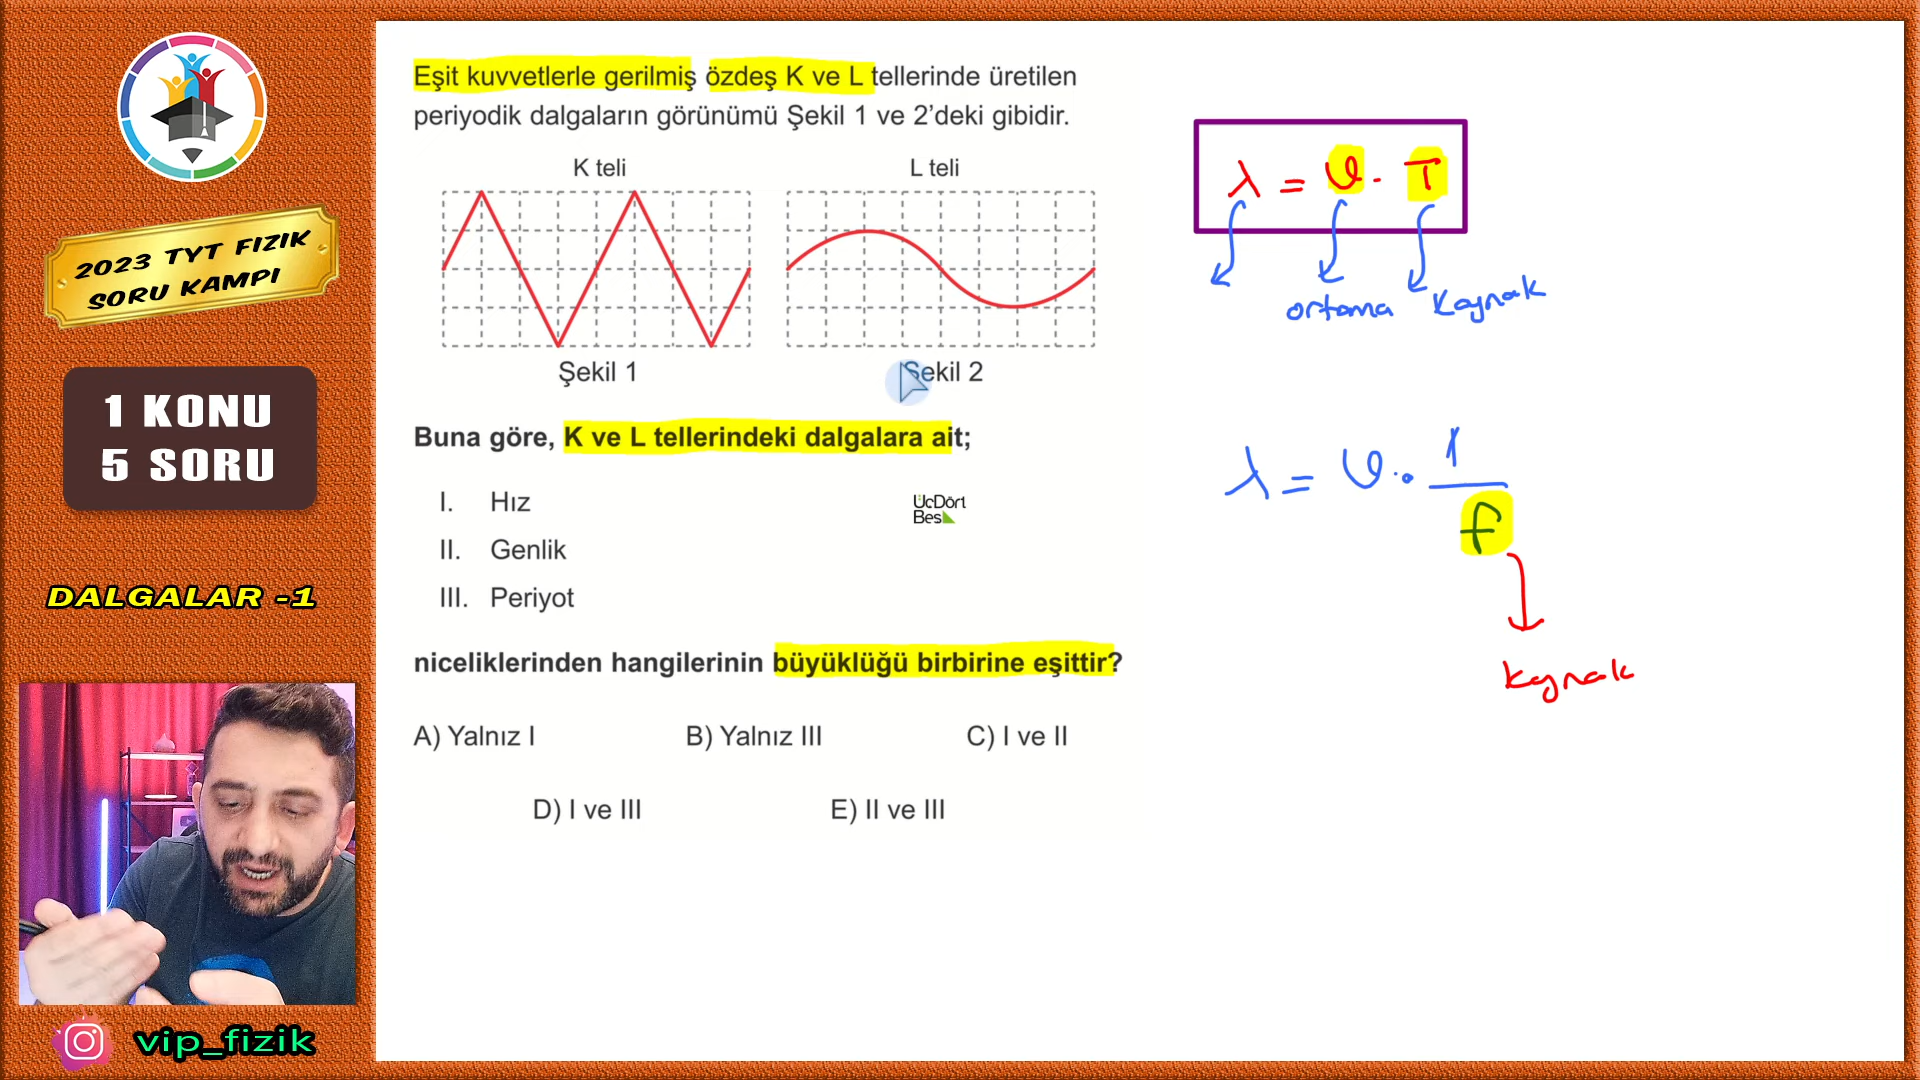 2023 TYT FIZIK
SORU KAMPI
1 KONU
5 SORU
DALGALAR -1
vip_fizik
Eşit kuvvetlerle gerilmiş özdeş K ve L tellerinde üretilen
periyodik dalgaların görünümü Şekil 1 ve 2’deki gibidir.
K teli
L teli
Şekil 1
Şekil 2
Buna göre, K ve L tellerindeki dalgalara ait;
I. Hız
II. Genlik
III. Periyot
ÜçDört
Beş
niceliklerinden hangilerinin büyüklüğü birbirine eşittir?
A) Yalnız I
B) Yalnız III
C) I ve II
D) I ve III
E) II ve III
λ = υ · T
ortama
Kaynak
λ = υ · 1/f
kaynak